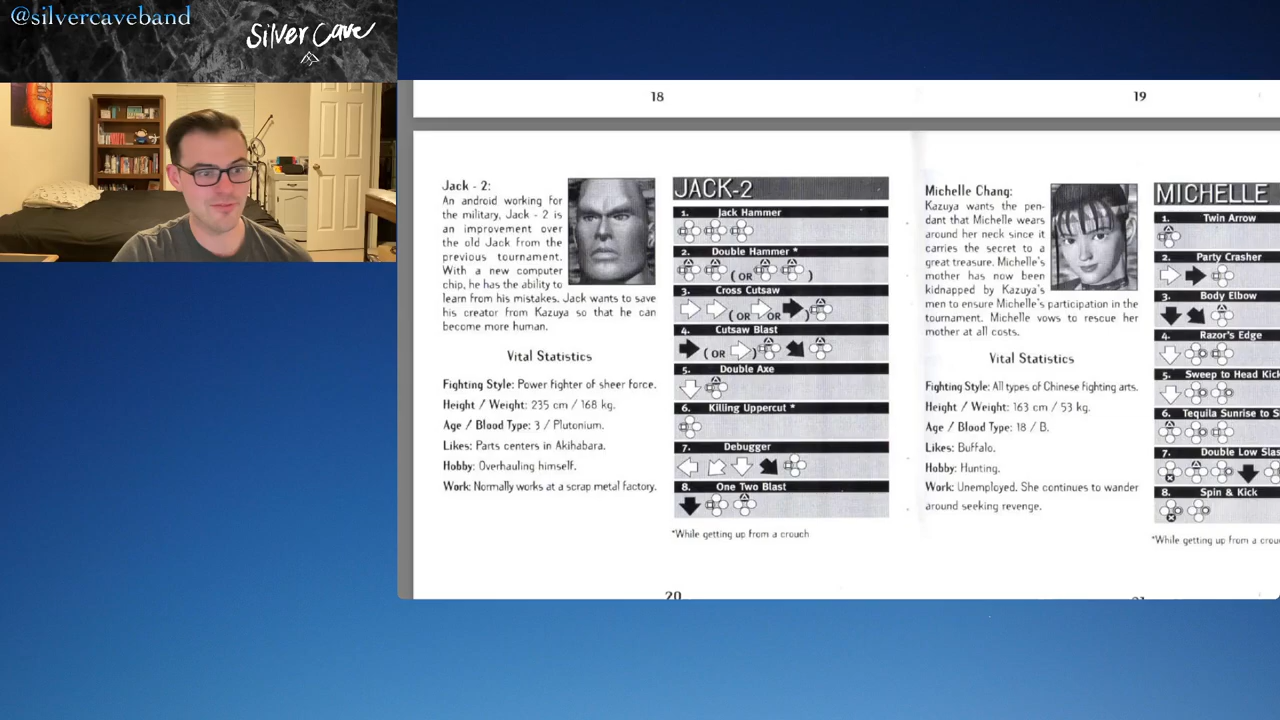 @silvercaveband
Silver Cave
18
19
Jack - 2:
An android working for
the military, Jack - 2 is
an improvement over
the old Jack from the
previous tournament.
With a new computer
chip, he has the ability to
learn from his mistakes. Jack wants to save
his creator from Kazuya so that he can
become more human.
Vital Statistics
Fighting Style: Power fighter of sheer force.
Height / Weight: 235 cm / 168 kg.
Age / Blood Type: 3 / Plutonium.
Likes: Parts centers in Akihabara.
Hobby: Overhauling himself.
Work: Normally works at a scrap metal factory.
JACK-2
1. Jack Hammer
2. Double Hammer *
( OR )
3. Cross Cutsaw
( OR OR )
4. Cutsaw Blast
( OR )
5. Double Axe
6. Killing Uppercut *
7. Debugger
8. One Two Blast
*While getting up from a crouch
20
Michelle Chang:
Kazuya wants the pen-
dant that Michelle wears
around her neck since it
carries the secret to a
great treasure. Michelle's
mother has now been
kidnapped by Kazuya's
men to ensure Michelle's participation in the
tournament. Michelle vows to rescue her
mother at all costs.
Vital Statistics
Fighting Style: All types of Chinese fighting arts.
Height / Weight: 163 cm / 53 kg.
Age / Blood Type: 18 / B.
Likes: Buffalo.
Hobby: Hunting.
Work: Unemployed. She continues to wander
around seeking revenge.
MICHELLE
1. Twin Arrow
2. Party Crasher
3. Body Elbow
4. Razor's Edge
5. Sweep to Head Kick
6. Tequila Sunrise to S
7. Double Low Slas
8. Spin & Kick
*While getting up from a crou